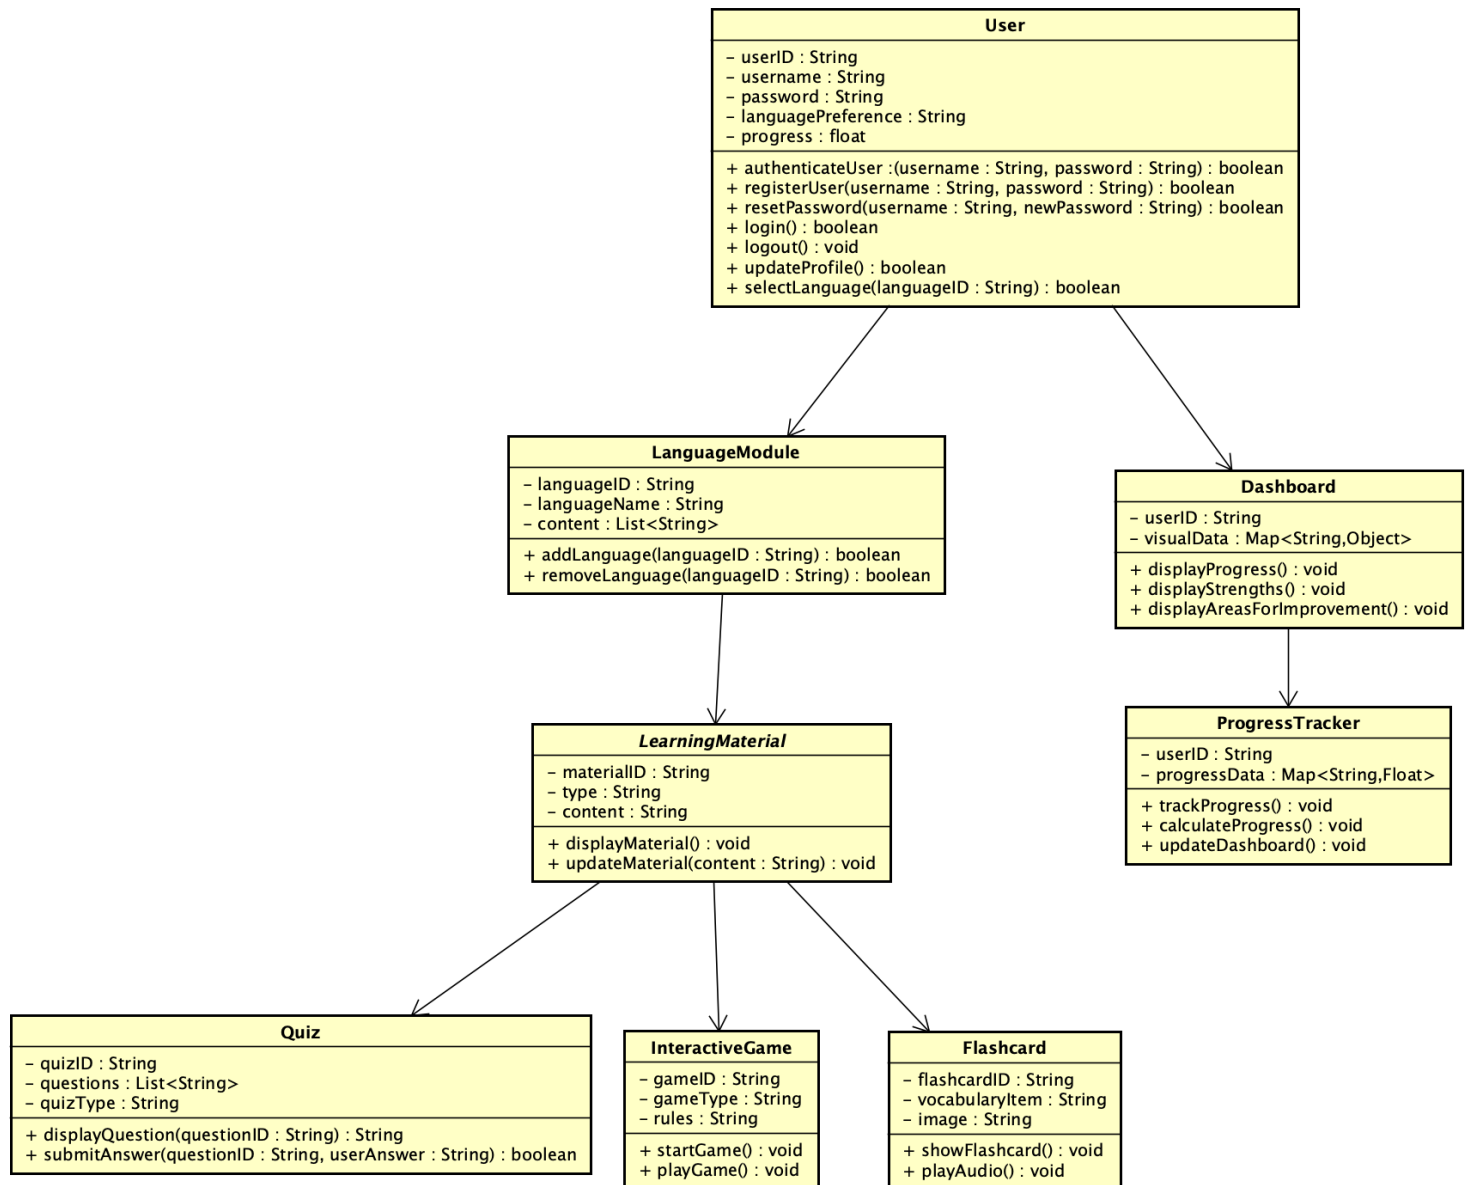 User
– userID : String
– username : String
– password : String
– languagePreference : String
– progress : float
+ authenticateUser :(username : String, password : String) : boolean
+ registerUser(username : String, password : String) : boolean
+ resetPassword(username : String, newPassword : String) : boolean
+ login() : boolean
+ logout() : void
+ updateProfile() : boolean
+ selectLanguage(languageID : String) : boolean
LanguageModule
– languageID : String
– languageName : String
– content : List<String>
+ addLanguage(languageID : String) : boolean
+ removeLanguage(languageID : String) : boolean
Dashboard
– userID : String
– visualData : Map<String,Object>
+ displayProgress() : void
+ displayStrengths() : void
+ displayAreasForImprovement() : void
LearningMaterial
– materialID : String
– type : String
– content : String
+ displayMaterial() : void
+ updateMaterial(content : String) : void
ProgressTracker
– userID : String
– progressData : Map<String,Float>
+ trackProgress() : void
+ calculateProgress() : void
+ updateDashboard() : void
Quiz
– quizID : String
– questions : List<String>
– quizType : String
+ displayQuestion(questionID : String) : String
+ submitAnswer(questionID : String, userAnswer : String) : boolean
InteractiveGame
– gameID : String
– gameType : String
– rules : String
+ startGame() : void
+ playGame() : void
Flashcard
– flashcardID : String
– vocabularyItem : String
– image : String
+ showFlashcard() : void
+ playAudio() : void